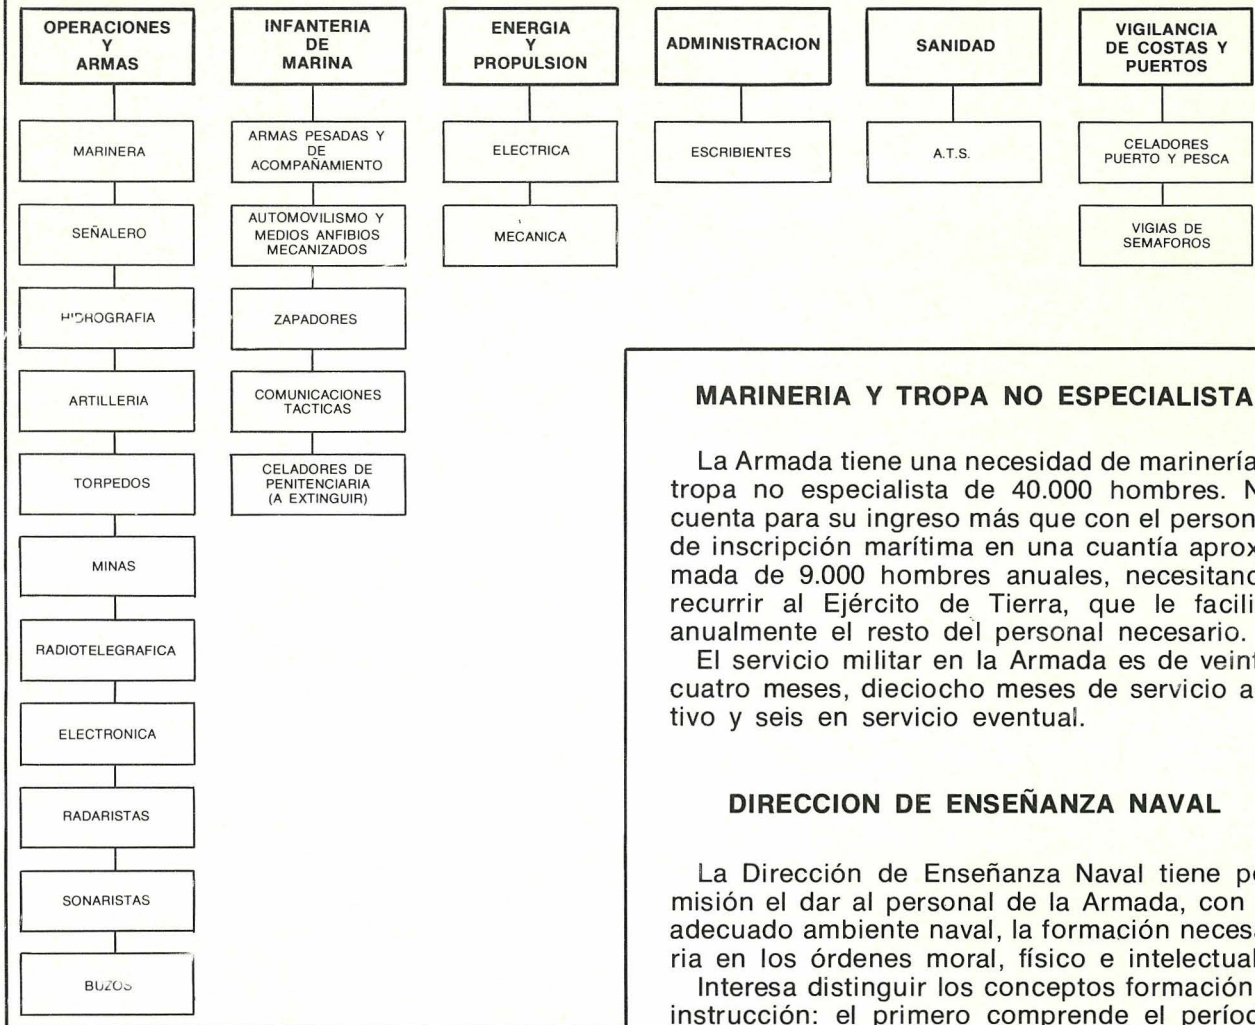 OPERACIONES
Y
ARMAS
MARINERA
SEÑALERO
HIDROGRAFIA
ARTILLERIA
TORPEDOS
MINAS
RADIOTELEGRAFICA
ELECTRONICA
RADARISTAS
SONARISTAS
BUZOS
INFANTERIA
DE
MARINA
ARMAS PESADAS Y
DE
ACOMPAÑAMIENTO
AUTOMOVILISMO Y
MEDIOS ANFIBIOS
MECANIZADOS
ZAPADORES
COMUNICACIONES
TACTICAS
CELADORES DE
PENITENCIARIA
(A EXTINGUIR)
ENERGIA
Y
PROPULSION
ELECTRICA
MECANICA
ADMINISTRACION
ESCRIBIENTES
SANIDAD
A.T.S.
VIGILANCIA
DE COSTAS Y
PUERTOS
CELADORES
PUERTO Y PESCA
VIGIAS DE
SEMAFOROS
MARINERIA Y TROPA NO ESPECIALISTA
La Armada tiene una necesidad de marinería
tropa no especialista de 40.000 hombres. N
cuenta para su ingreso más que con el person
de inscripción marítima en una cuantía aprox
mada de 9.000 hombres anuales, necesitand
recurrir al Ejército de Tierra, que le facili
anualmente el resto del personal necesario.
El servicio militar en la Armada es de veint
cuatro meses, dieciocho meses de servicio a
tivo y seis en servicio eventual.
DIRECCION DE ENSEÑANZA NAVAL
La Dirección de Enseñanza Naval tiene p
misión el dar al personal de la Armada, con
adecuado ambiente naval, la formación neces
ria en los órdenes moral, físico e intelectual
Interesa distinguir los conceptos formación
instrucción: el primero comprende el períod